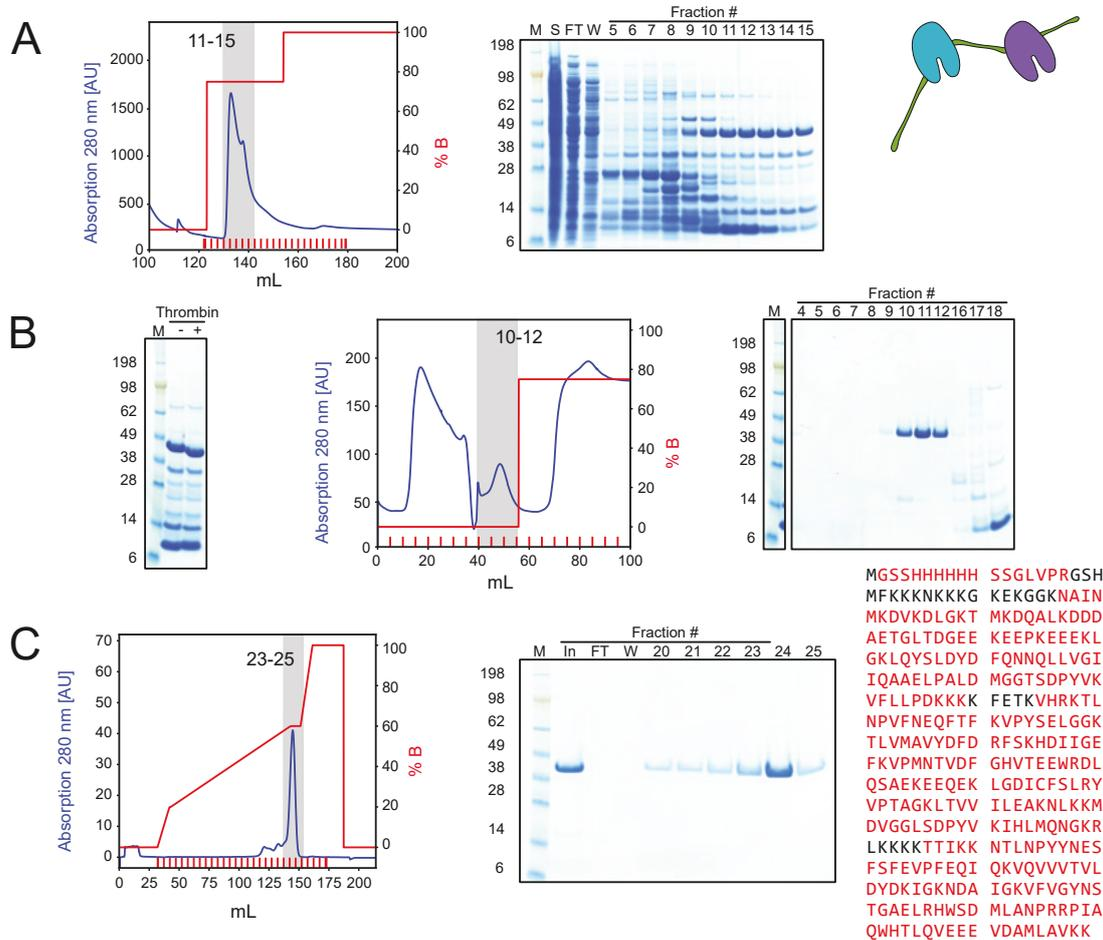 A
11-15
Absorption 280 nm [AU]
2000
1500
1000
500
0
100
80
60
40
20
0
% B
100 120 140 160 180 200
mL
Fraction #
M S FT W 5 6 7 8 9 10 11 12 13 14 15
198
98
62
49
38
28
14
6
B
Thrombin
M - +
198
98
62
49
38
28
14
6
10-12
Absorption 280 nm [AU]
200
150
100
50
0
100
80
60
40
20
0
% B
0 20 40 60 80 100
mL
Fraction #
M 4 5 6 7 8 9 10 11 12 16 17 18
198
98
62
49
38
28
14
6
C
23-25
Absorption 280 nm [AU]
70
60
50
40
30
20
10
0
100
80
60
40
20
0
% B
0 25 50 75 100 125 150 175 200
mL
Fraction #
M In FT W 20 21 22 23 24 25
198
98
62
49
38
28
14
6
MGSSHHHHHH SSGLVPRGSH
MFKKKNKKKG KEKGGKNAIN
MKDVKDLGKT MKDQALKDDD
AETGLTDGEE KEEPKEEEKL
GKLQYSLDYD FQNNQLLVGI
IQAAELPALD MGGTSDPYVK
VFLLPDKKKK FETKVHRKTL
NPVFNEQFTF KVPYSELGGK
TLVMAVYDFD RFSKHDIIGE
FKVPMNTVDF GHVTEEWRDL
QSAEKEEQEK LGDICFSLRY
VPTAGKLTVV ILEAKNLKKM
DVGGLSDPYV KIHLMQNGKR
LKKKKTTIKK NTLNPYYNES
FSFEVPFEQI QKVQVVVTVL
DYDKIGKNDA IGKVFVGYNS
TGAELRHWSD MLANPRRPIA
QWHTLQVEEE VDAMLAVKK